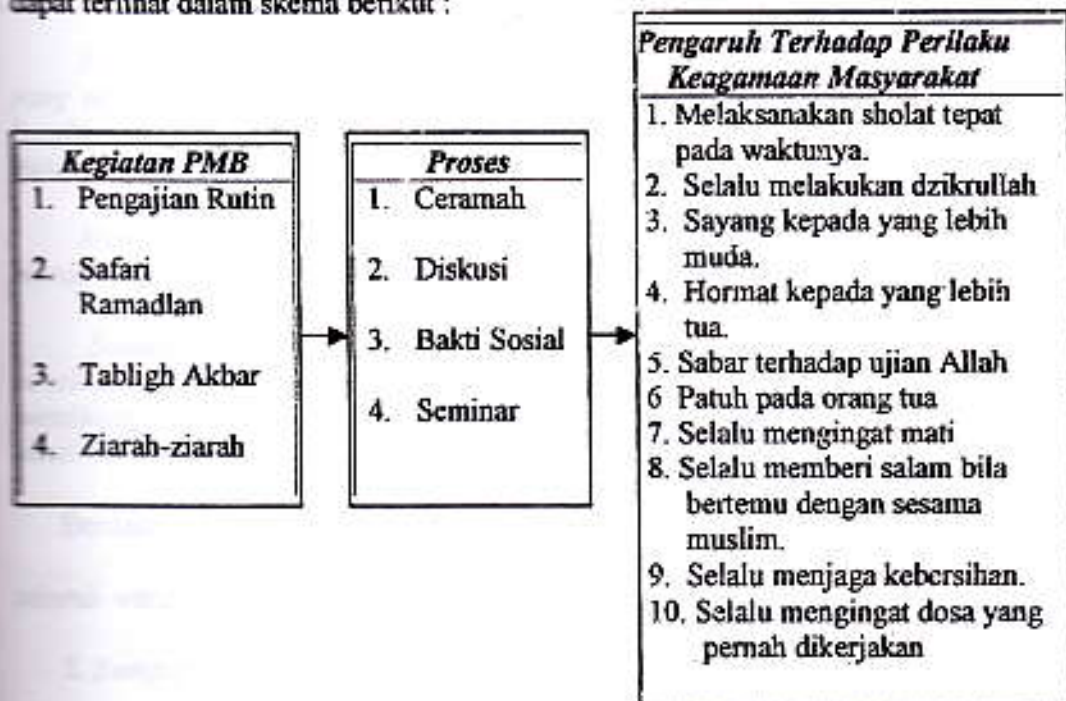 dapat terlihat dalam skema berikut :
Kegiatan PMB
1. Pengajian Rutin
2. Safari
Ramadlan
3. Tabligh Akbar
4. Ziarah-ziarah
Proses
1. Ceramah
2. Diskusi
3. Bakti Sosial
4. Seminar
Pengaruh Terhadap Perilaku
Keagamaan Masyarakat
1. Melaksanakan sholat tepat
pada waktunya.
2. Selalu melakukan dzikrullah
3. Sayang kepada yang lebih
muda.
4. Hormat kepada yang lebih
tua.
5. Sabar terhadap ujian Allah
6 Patuh pada orang tua
7. Selalu mengingat mati
8. Selalu memberi salam bila
bertemu dengan sesama
muslim.
9. Selalu menjaga kebersihan.
10. Selalu mengingat dosa yang
pernah dikerjakan